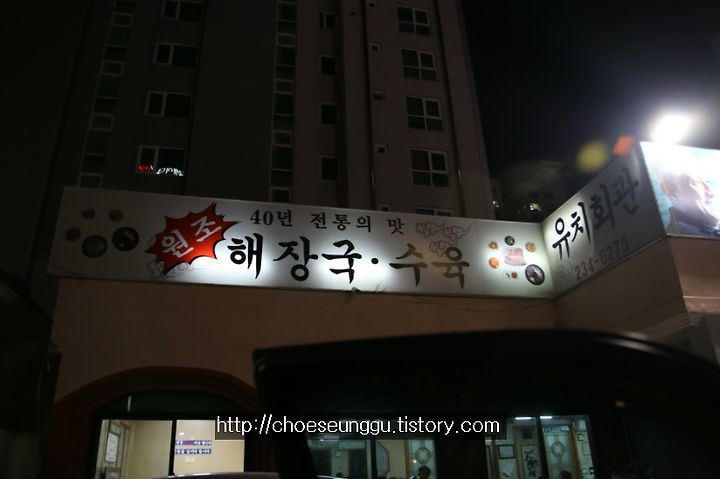 40년 전통의 맛
원조
해장국·수육
유치회관
234-6275
http://choeseunggu.tistory.com